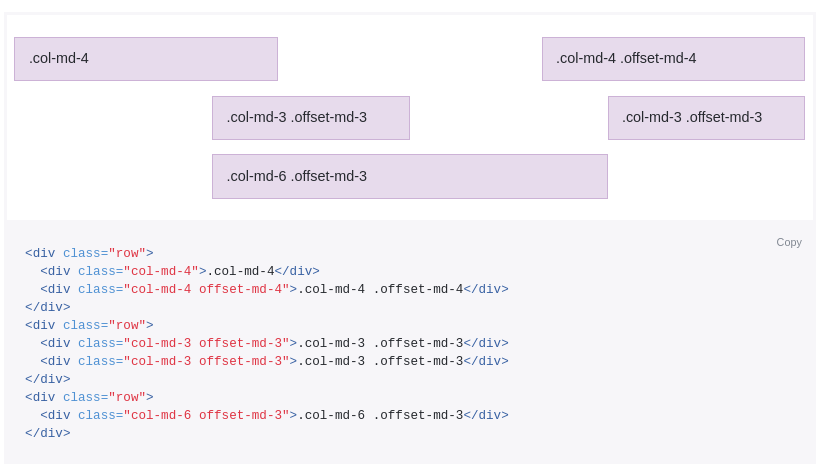 .col-md-4
.col-md-4 .offset-md-4
.col-md-3 .offset-md-3
.col-md-3 .offset-md-3
.col-md-6 .offset-md-3
Copy
<div class="row">
  <div class="col-md-4">.col-md-4</div>
  <div class="col-md-4 offset-md-4">.col-md-4 .offset-md-4</div>
</div>
<div class="row">
  <div class="col-md-3 offset-md-3">.col-md-3 .offset-md-3</div>
  <div class="col-md-3 offset-md-3">.col-md-3 .offset-md-3</div>
</div>
<div class="row">
  <div class="col-md-6 offset-md-3">.col-md-6 .offset-md-3</div>
</div>